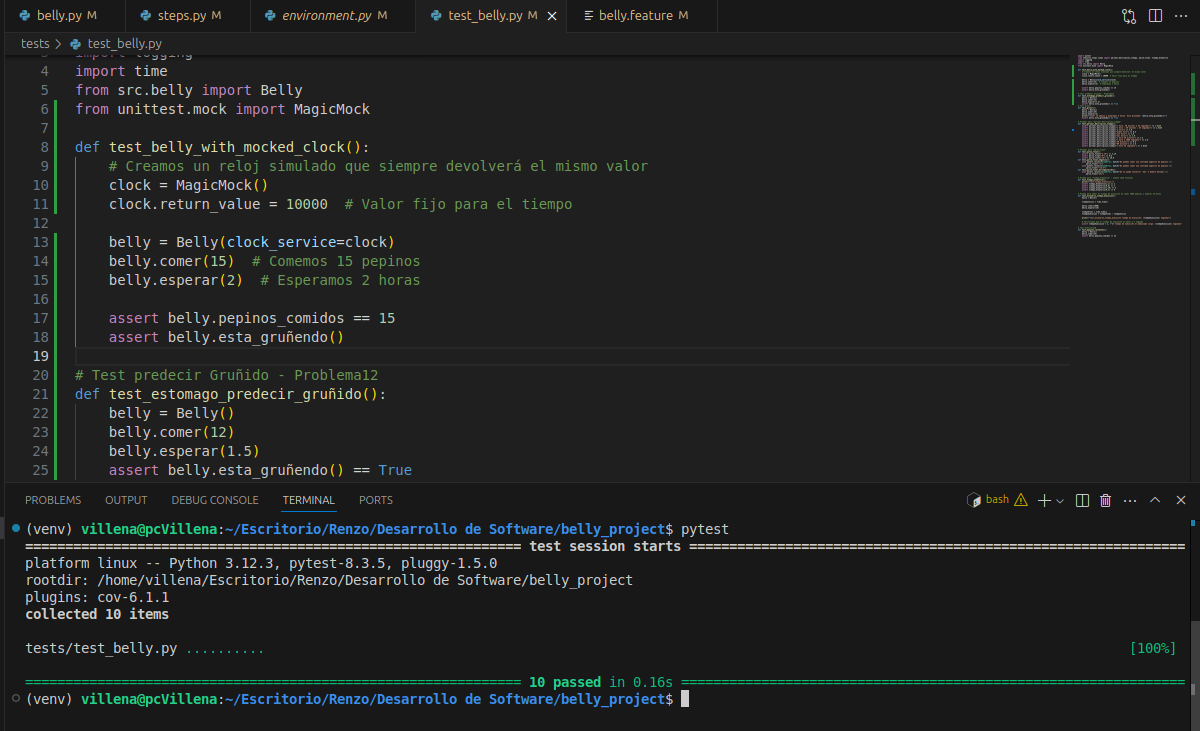 belly.py M
steps.py M
environment.py M
test_belly.py M
belly.feature M
tests > test_belly.py
3 import logging
4 import time
5 from src.belly import Belly
6 from unittest.mock import MagicMock
7
8 def test_belly_with_mocked_clock():
9 # Creamos un reloj simulado que siempre devolverá el mismo valor
10 clock = MagicMock()
11 clock.return_value = 10000 # Valor fijo para el tiempo
12
13 belly = Belly(clock_service=clock)
14 belly.comer(15) # Comemos 15 pepinos
15 belly.esperar(2) # Esperamos 2 horas
16
17 assert belly.pepinos_comidos == 15
18 assert belly.esta_gruñendo()
19
20 # Test predecir Gruñido - Problema12
21 def test_estomago_predecir_gruñido():
22 belly = Belly()
23 belly.comer(12)
24 belly.esperar(1.5)
25 assert belly.esta_gruñendo() == True
PROBLEMS OUTPUT DEBUG CONSOLE TERMINAL PORTS
bash
(venv) villena@pcVillena:~/Escritorio/Renzo/Desarrollo de Software/belly_project$ pytest
test session starts
platform linux -- Python 3.12.3, pytest-8.3.5, pluggy-1.5.0
rootdir: /home/villena/Escritorio/Renzo/Desarrollo de Software/belly_project
plugins: cov-6.1.1
collected 10 items
tests/test_belly.py .......... [100%]
10 passed in 0.16s
(venv) villena@pcVillena:~/Escritorio/Renzo/Desarrollo de Software/belly_project$